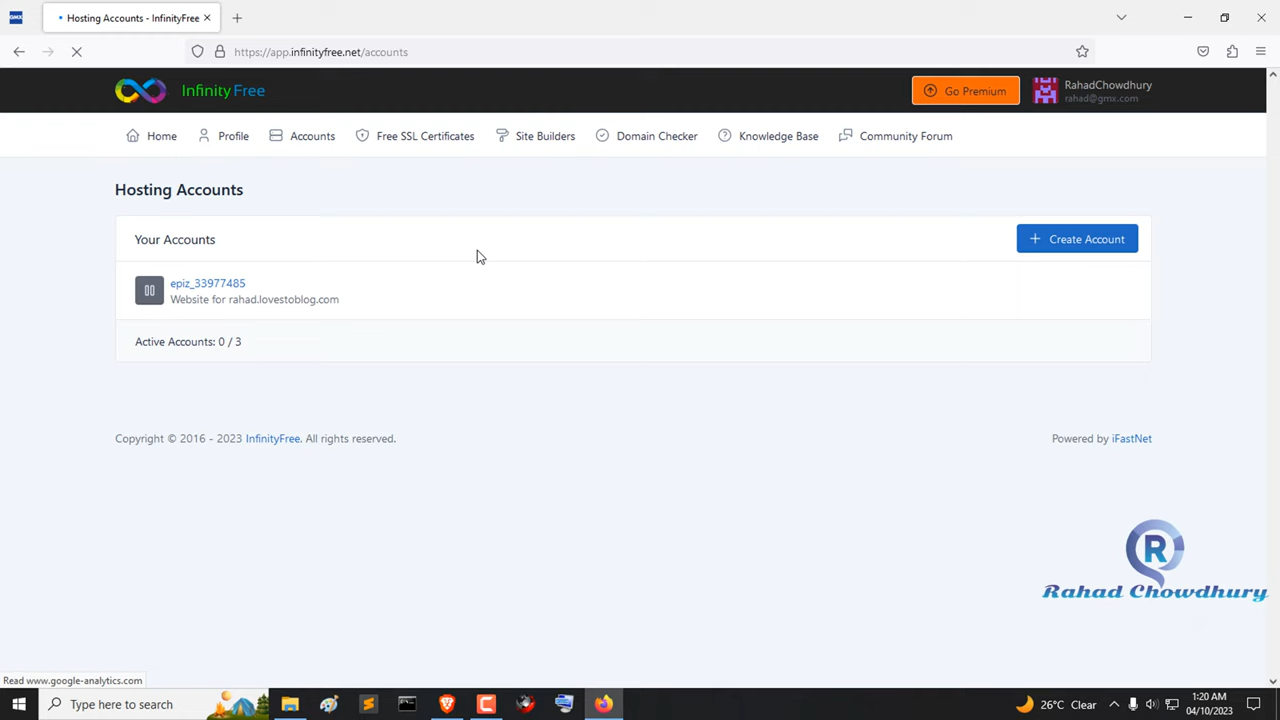 GMX
Hosting Accounts - InfinityFree
https://app.infinityfree.net/accounts
InfinityFree
Go Premium
RahadChowdhury
rahad@gmx.com
Home
Profile
Accounts
Free SSL Certificates
Site Builders
Domain Checker
Knowledge Base
Community Forum
Hosting Accounts
Your Accounts
Create Account
epiz_33977485
Website for rahad.lovestoblog.com
Active Accounts: 0 / 3
Copyright © 2016 - 2023 InfinityFree. All rights reserved.
Powered by iFastNet
R
Rahad Chowdhury
Read www.google-analytics.com
Type here to search
26°C Clear
1:20 AM
04/10/2023